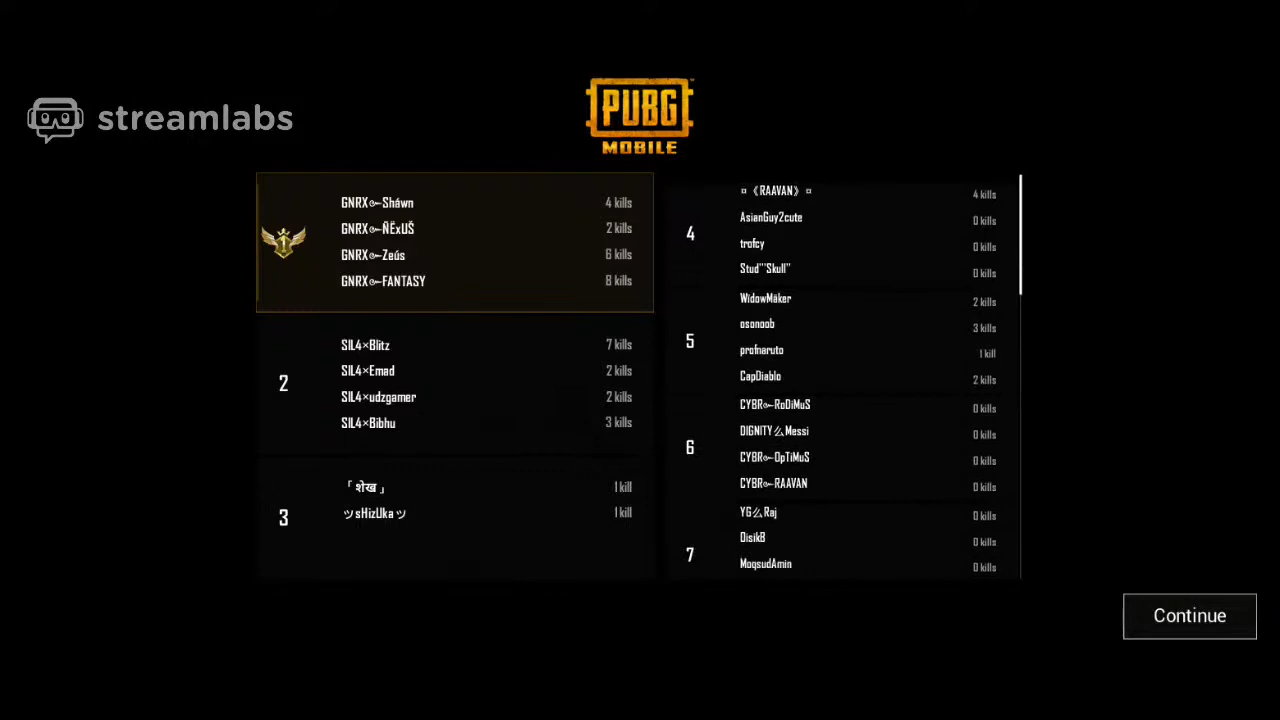 streamlabs
PUBG
MOBILE
1
GNRX๛Sháwn 4 kills
GNRX๛ÑËxUŠ 2 kills
GNRX๛Zeús 6 kills
GNRX๛FANTASY 8 kills
2
SIL4×Blitz 7 kills
SIL4×Emad 2 kills
SIL4×udzgamer 2 kills
SIL4×Bibhu 3 kills
3
「 शेख 」 1 kill
ツsHizUka ツ 1 kill
4
¤《RAAVAN》¤ 4 kills
AsianGuy2cute 0 kills
trofcy 0 kills
Stud"'Skull" 0 kills
5
WidowMäker 2 kills
osonoob 3 kills
profnaruto 1 kill
CapDiablo 2 kills
6
CYBR๛RoDiMuS 0 kills
DIGNITY么Messi 0 kills
CYBR๛OpTiMuS 0 kills
CYBR๛RAAVAN 0 kills
7
YG么Raj 0 kills
OisikB 0 kills
MoqsudAmin 0 kills
Continue